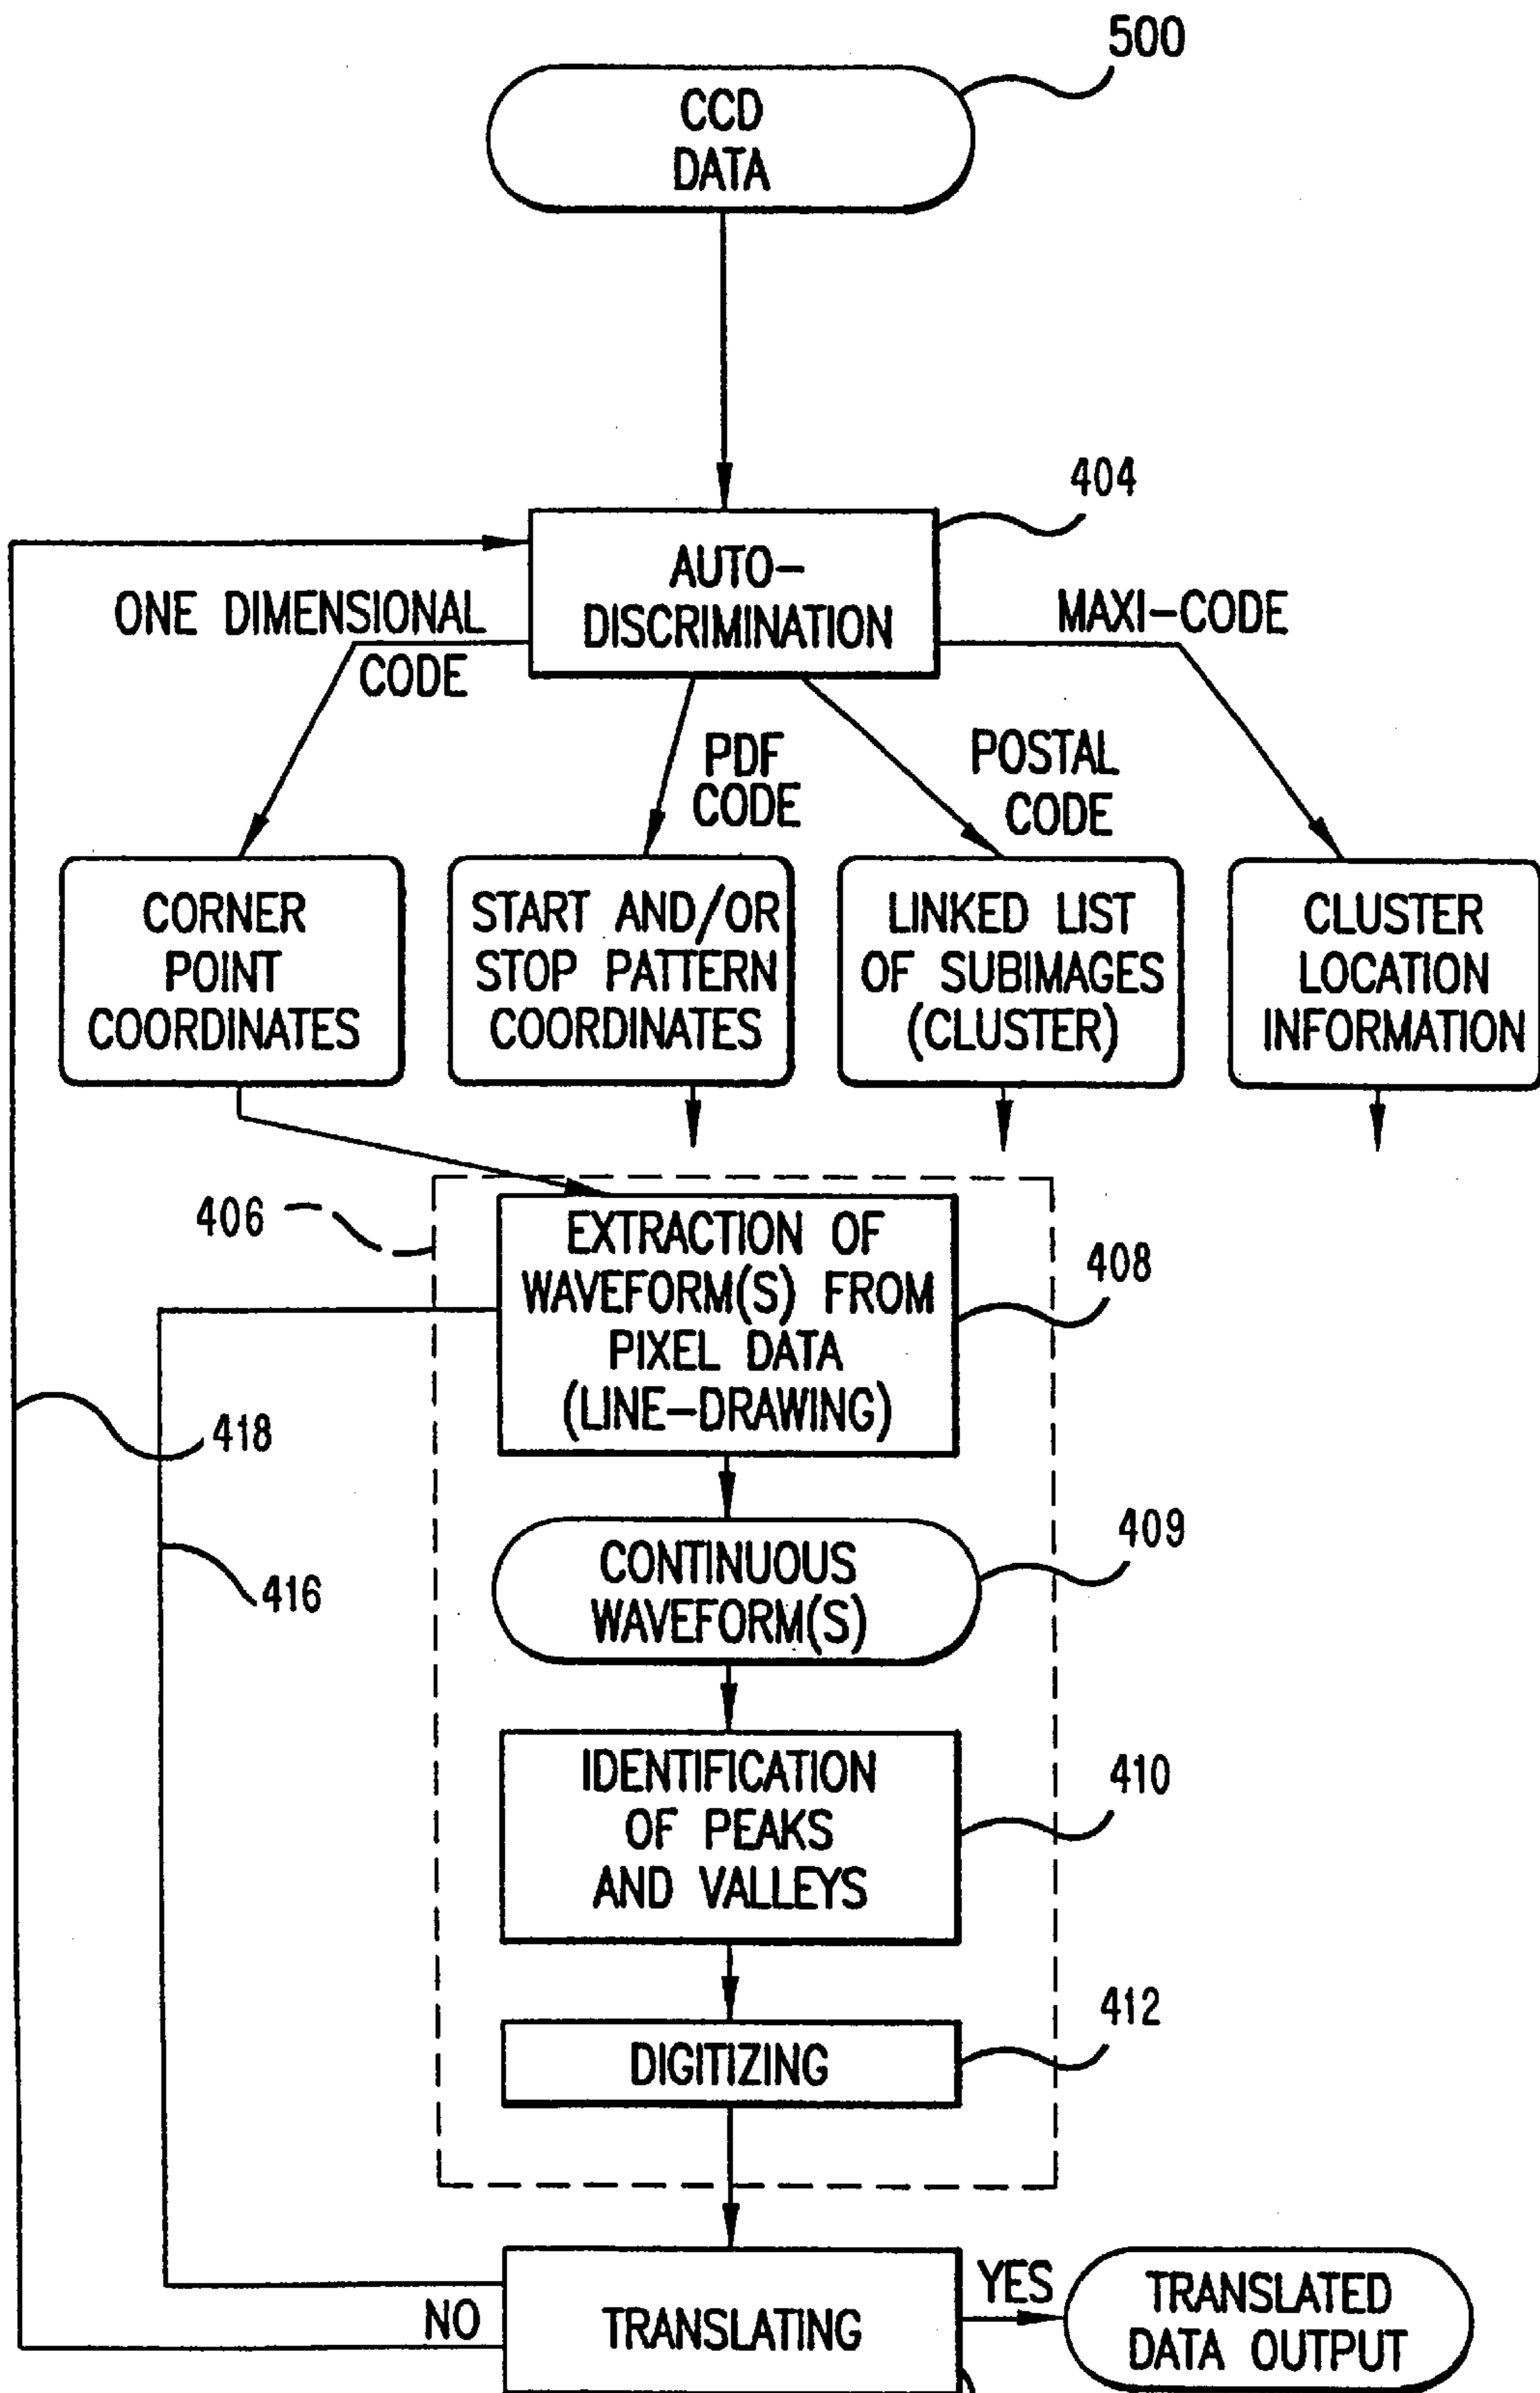 500
CCD
DATA
404
AUTO-
DISCRIMINATION
ONE DIMENSIONAL
CODE
MAXI-CODE
PDF
CODE
POSTAL
CODE
CORNER
POINT
COORDINATES
START AND/OR
STOP PATTERN
COORDINATES
LINKED LIST
OF SUBIMAGES
(CLUSTER)
CLUSTER
LOCATION
INFORMATION
406
EXTRACTION OF
WAVEFORM(S) FROM
PIXEL DATA
(LINE-DRAWING)
408
418
416
CONTINUOUS
WAVEFORM(S)
409
IDENTIFICATION
OF PEAKS
AND VALLEYS
410
DIGITIZING
412
NO
TRANSLATING
YES
TRANSLATED
DATA OUTPUT